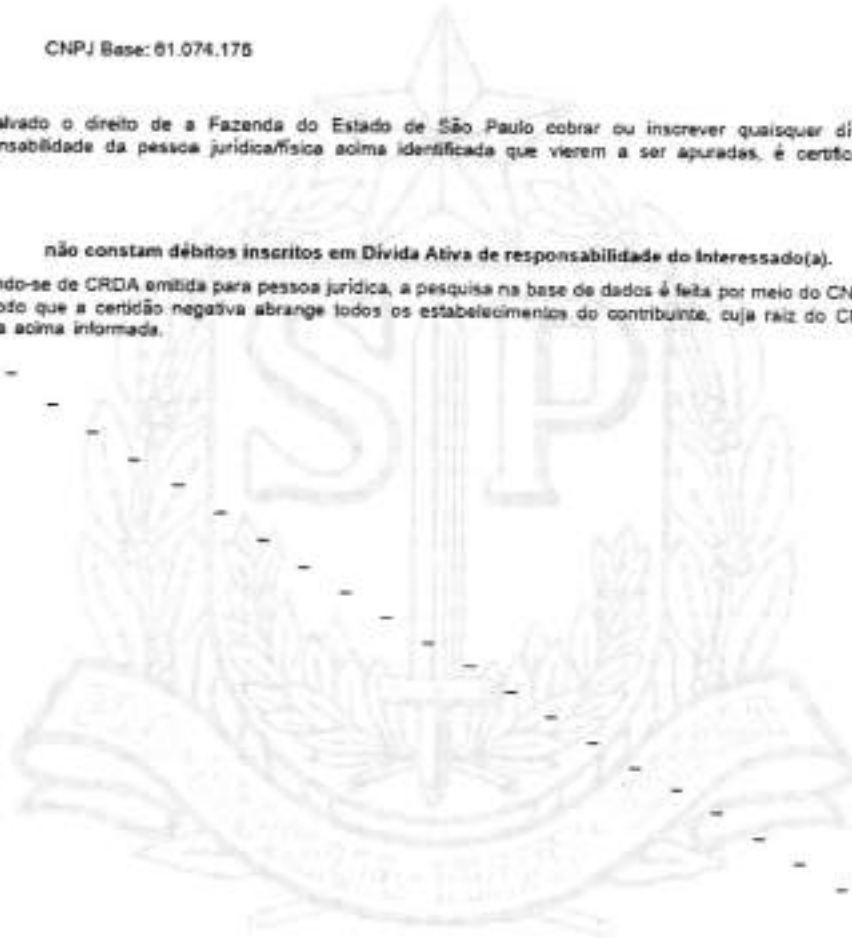 CNPJ Base: 61.074.175
alvado o direito de a Fazenda do Estado de São Paulo cobrar ou inscrever quaisquer dí
nsabilidade da pessoa jurídica/física acima identificada que vierem a ser apuradas, é certific
não constam débitos inscritos em Dívida Ativa de responsabilidade do Interessado(a).
ndo-se de CRDA emitida para pessoa jurídica, a pesquisa na base de dados é feita por meio do CN
odo que a certidão negativa abrange todos os estabelecimentos do contribuinte, cuja raiz do C
a acima informada.
SP